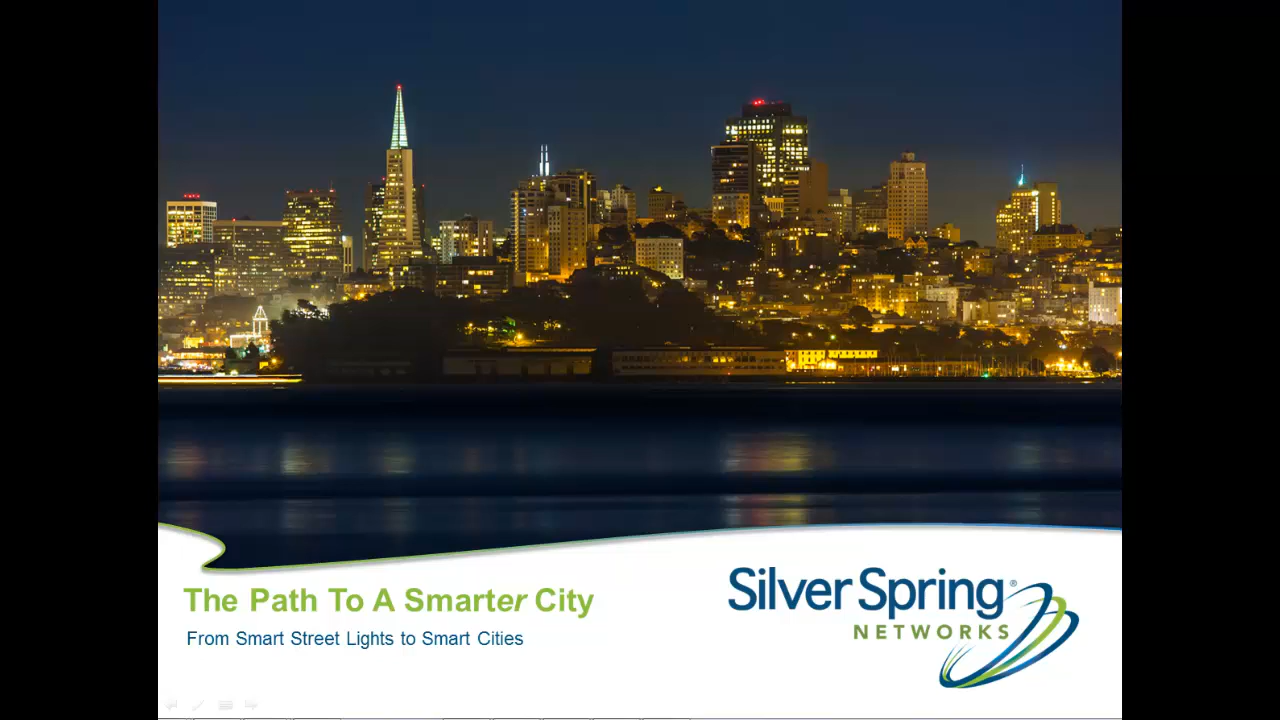 The Path To A Smarter City
From Smart Street Lights to Smart Cities
Silver Spring®
NETWORKS